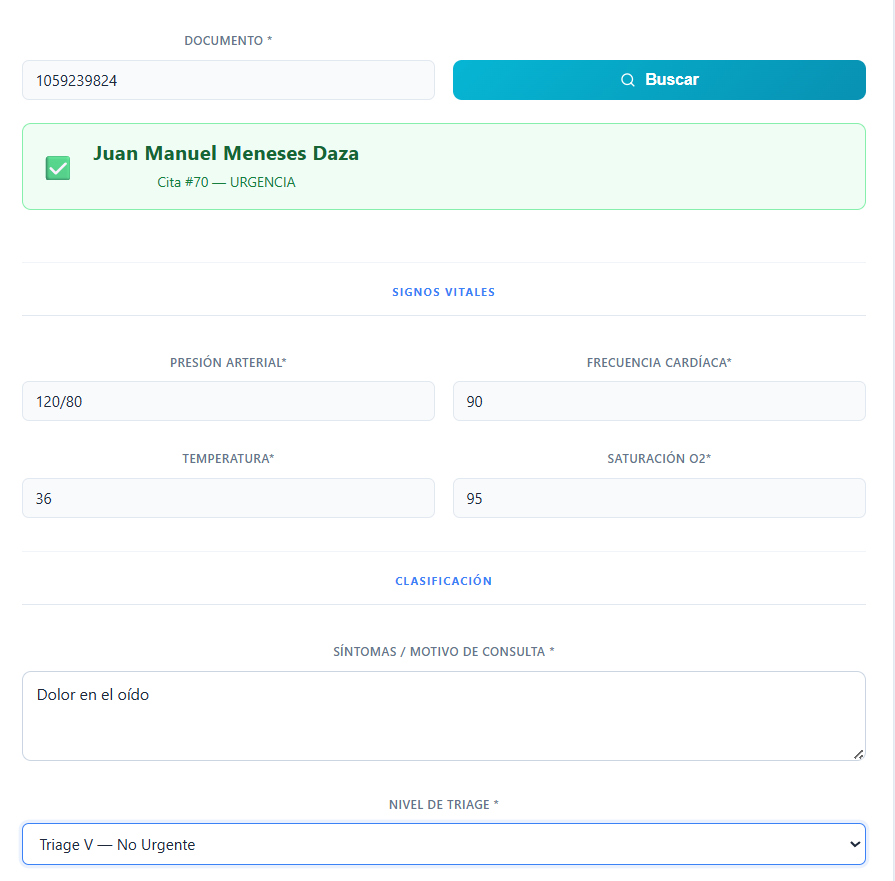 DOCUMENTO *
1059239824
Buscar
Juan Manuel Meneses Daza
Cita #70 — URGENCIA
SIGNOS VITALES
PRESIÓN ARTERIAL*
FRECUENCIA CARDÍACA*
120/80
90
TEMPERATURA*
SATURACIÓN O2*
36
95
CLASIFICACIÓN
SÍNTOMAS / MOTIVO DE CONSULTA *
Dolor en el oído
NIVEL DE TRIAGE *
Triage V — No Urgente